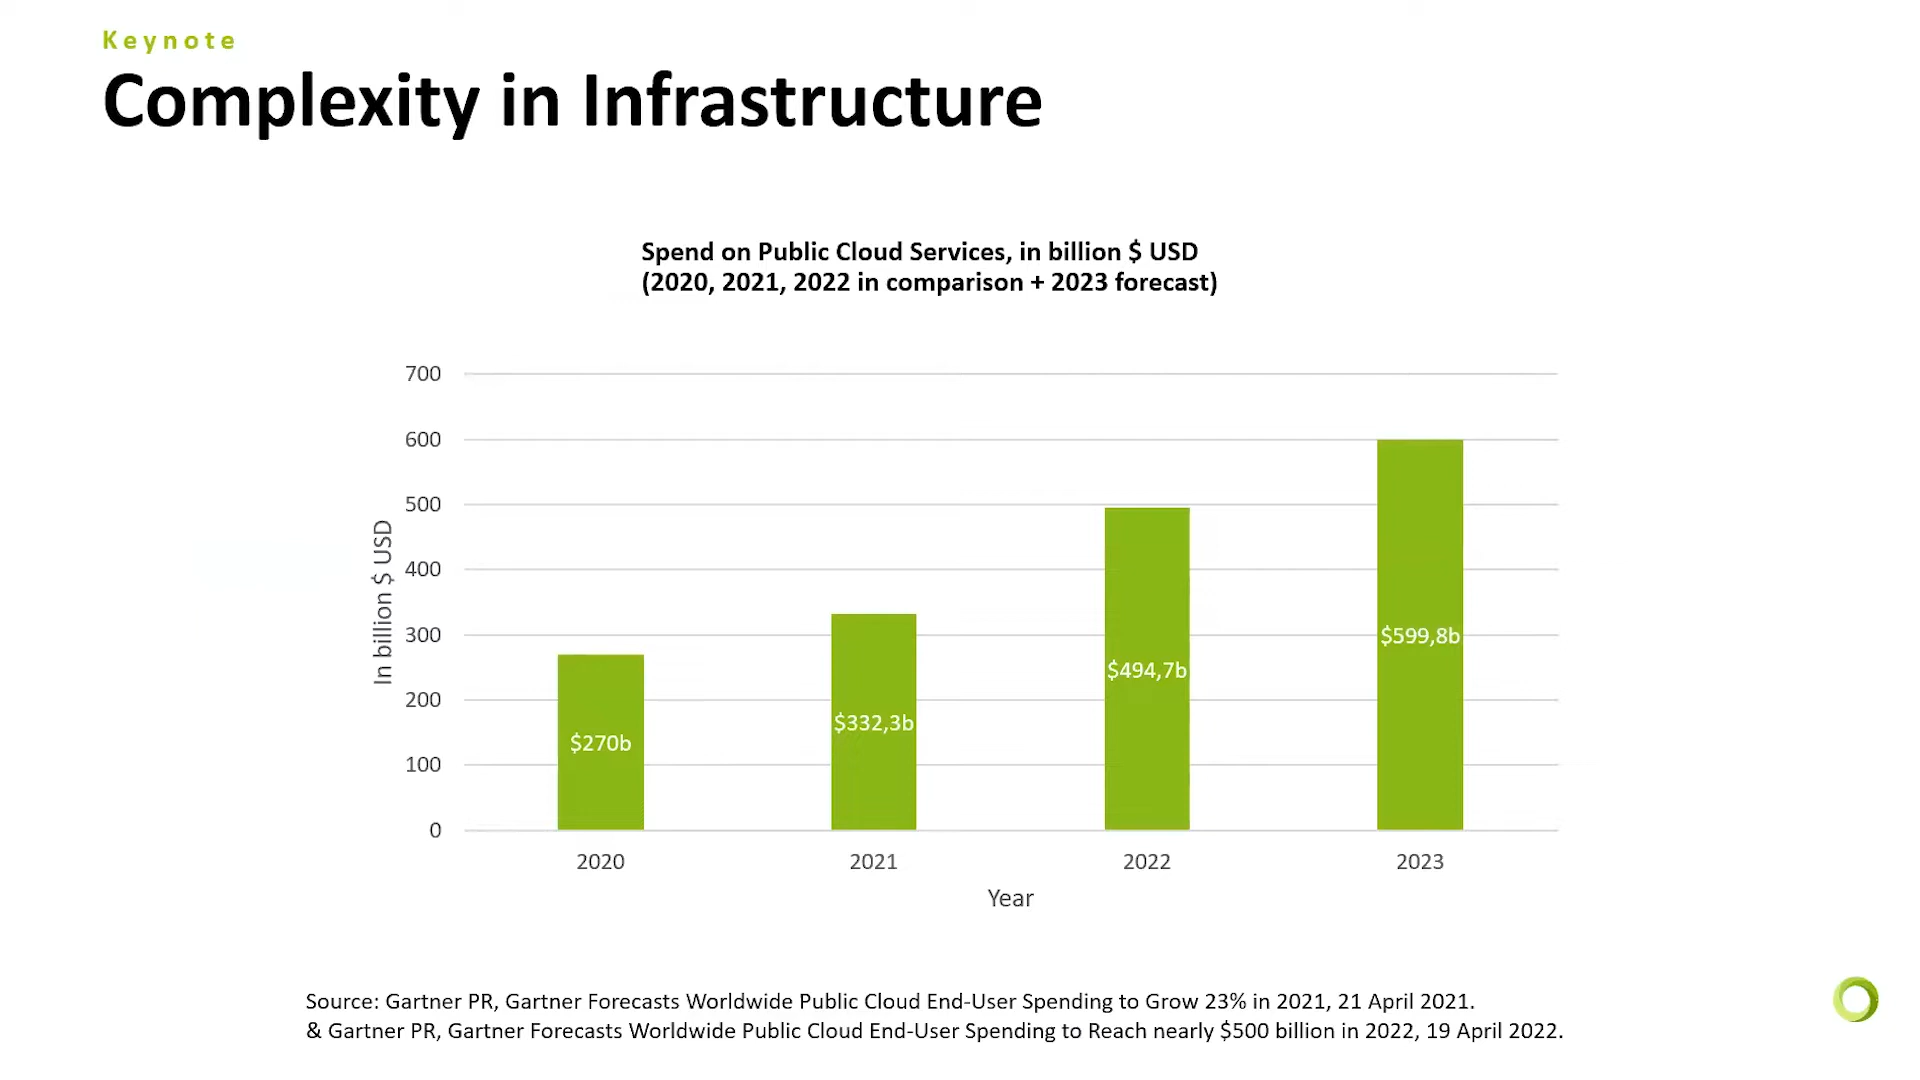 Keynote
Complexity in Infrastructure
Spend on Public Cloud Services, in billion $ USD
(2020, 2021, 2022 in comparison + 2023 forecast)
700
600
500
400
300
200
100
0
In billion $ USD
$270b
$332,3b
$494,7b
$599,8b
2020
2021
2022
2023
Year
Source: Gartner PR, Gartner Forecasts Worldwide Public Cloud End-User Spending to Grow 23% in 2021, 21 April 2021.
& Gartner PR, Gartner Forecasts Worldwide Public Cloud End-User Spending to Reach nearly $500 billion in 2022, 19 April 2022.